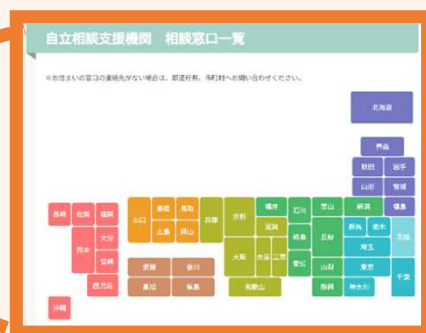 自立相談支援機関　相談窓口一覧
※お住まいの窓口の連絡先がない場合は、都道府県、市町村へお問い合わせください。
北海道
青森
秋田 岩手
山形 宮城
長崎 佐賀 福岡 山口 島根 鳥取 兵庫 京都 福井 石川 富山 新潟 福島
熊本 大分 広島 岡山 滋賀 岐阜 長野 群馬 栃木 茨城
埼玉
宮崎 愛媛 香川 大阪 奈良 三重 愛知 山梨 東京 千葉
鹿児島 高知 徳島 和歌山 静岡 神奈川
沖縄